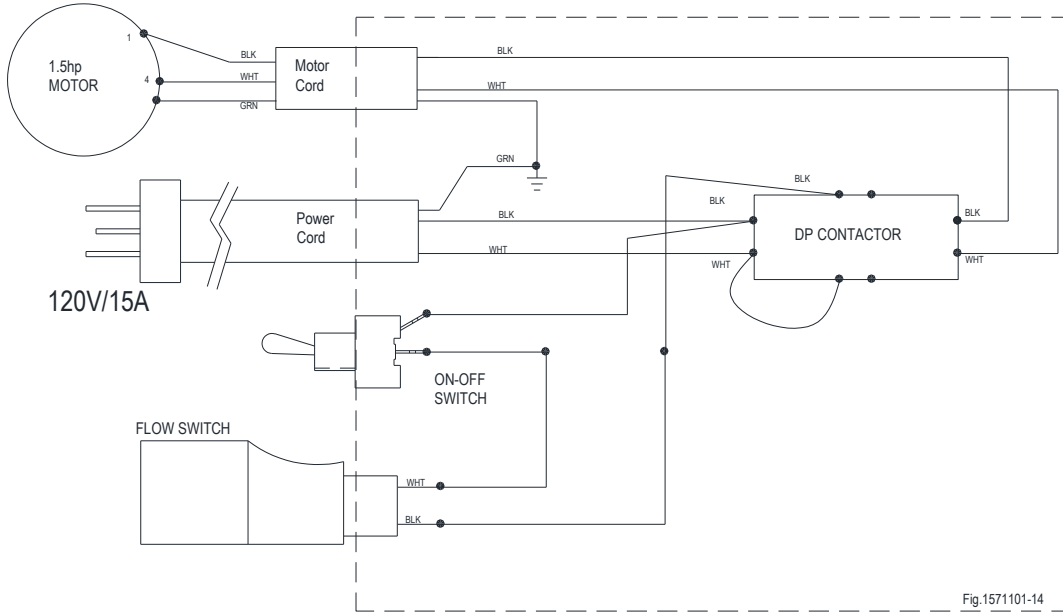 1
BLK
1.5hp
MOTOR
4
WHT
GRN
Motor
Cord
BLK
WHT
GRN
Power
Cord
BLK
WHT
120V/15A
BLK
BLK
WHT
DP CONTACTOR
BLK
WHT
ON-OFF
SWITCH
FLOW SWITCH
WHT
BLK
Fig.1571101-14